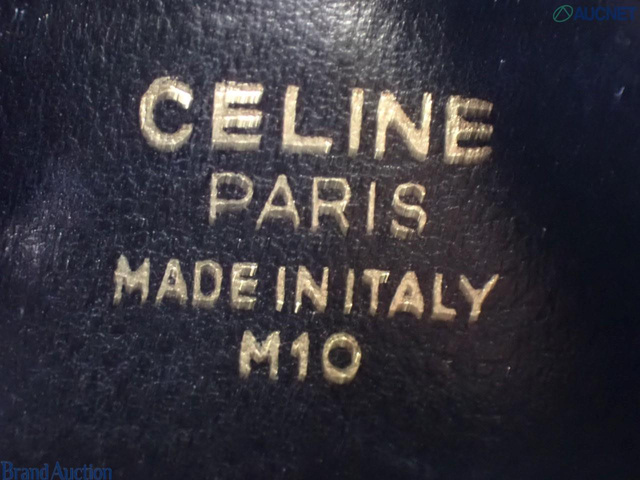 AUCNET
CELINE
PARIS
MADE IN ITALY
M10
Brand Auction